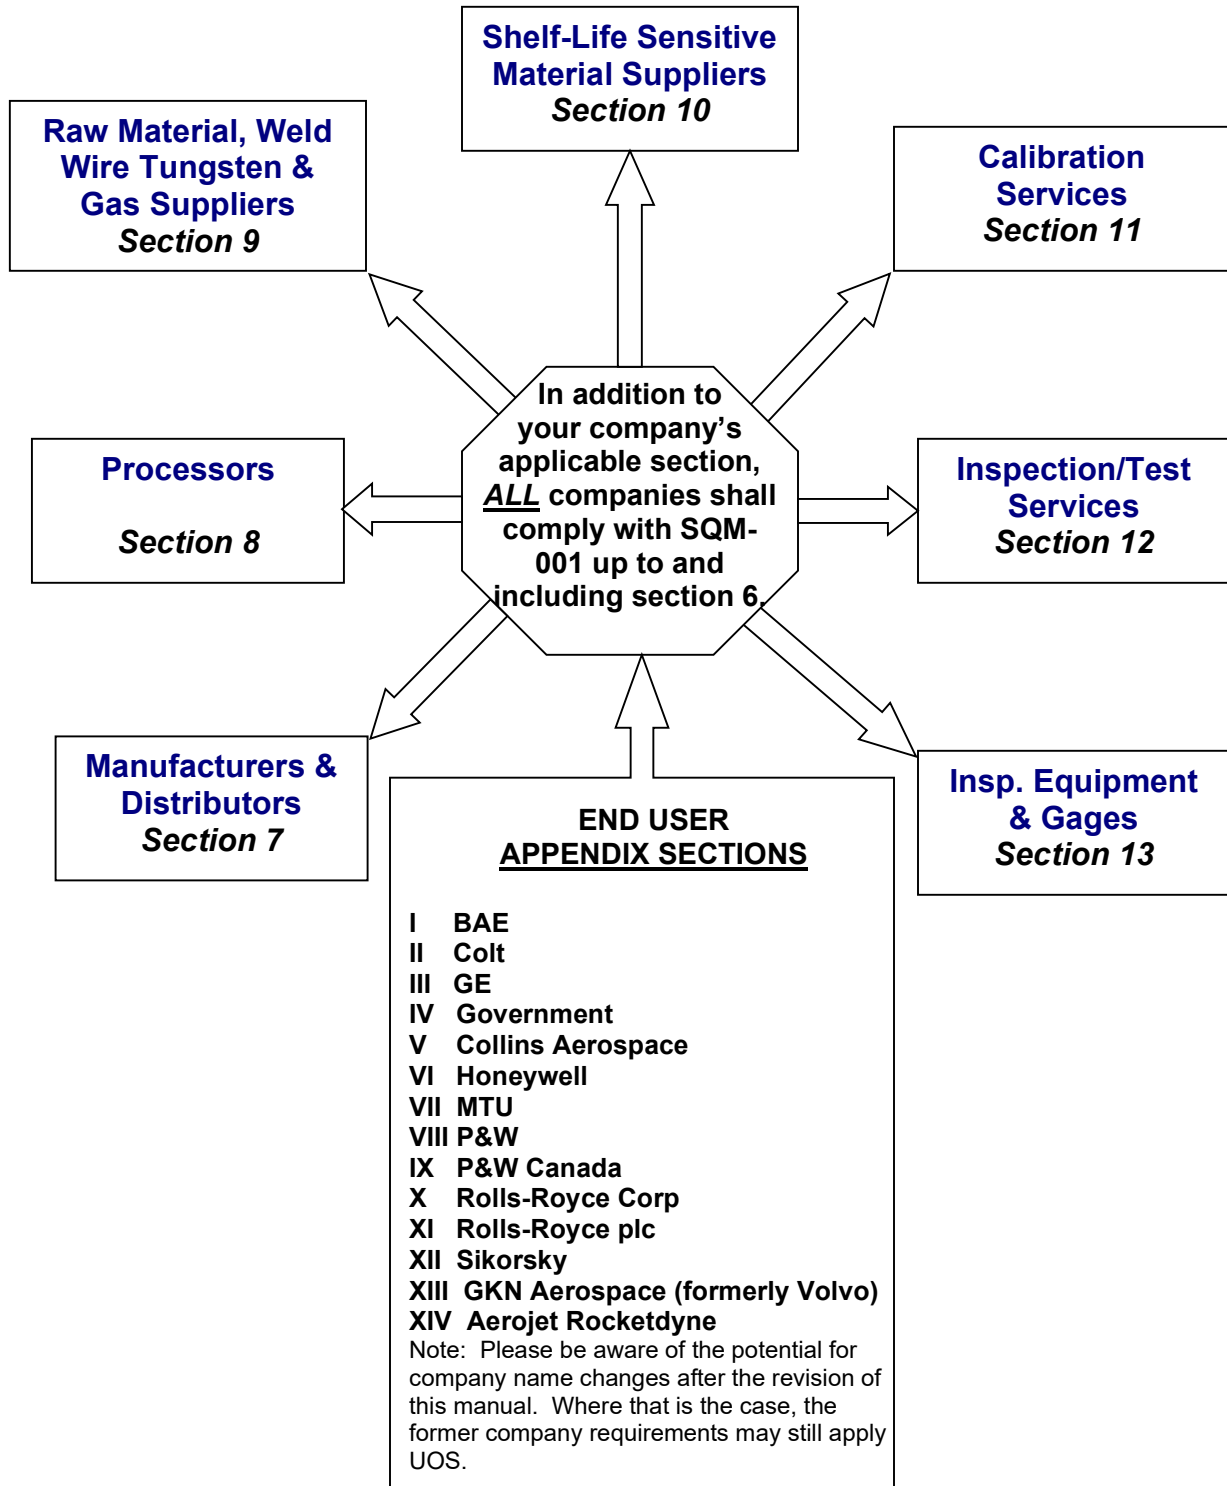 Shelf-Life Sensitive
Material Suppliers
Section 10
Raw Material, Weld
Wire Tungsten &
Gas Suppliers
Section 9
Calibration
Services
Section 11
In addition to
your company’s
applicable section,
ALL companies shall
comply with SQM-
001 up to and
including section 6.
Processors
Section 8
Inspection/Test
Services
Section 12
Manufacturers &
Distributors
Section 7
Insp. Equipment
& Gages
Section 13
END USER
APPENDIX SECTIONS
I BAE
II Colt
III GE
IV Government
V Collins Aerospace
VI Honeywell
VII MTU
VIII P&W
IX P&W Canada
X Rolls-Royce Corp
XI Rolls-Royce plc
XII Sikorsky
XIII GKN Aerospace (formerly Volvo)
XIV Aerojet Rocketdyne
Note: Please be aware of the potential for
company name changes after the revision of
this manual. Where that is the case, the
former company requirements may still apply
UOS.